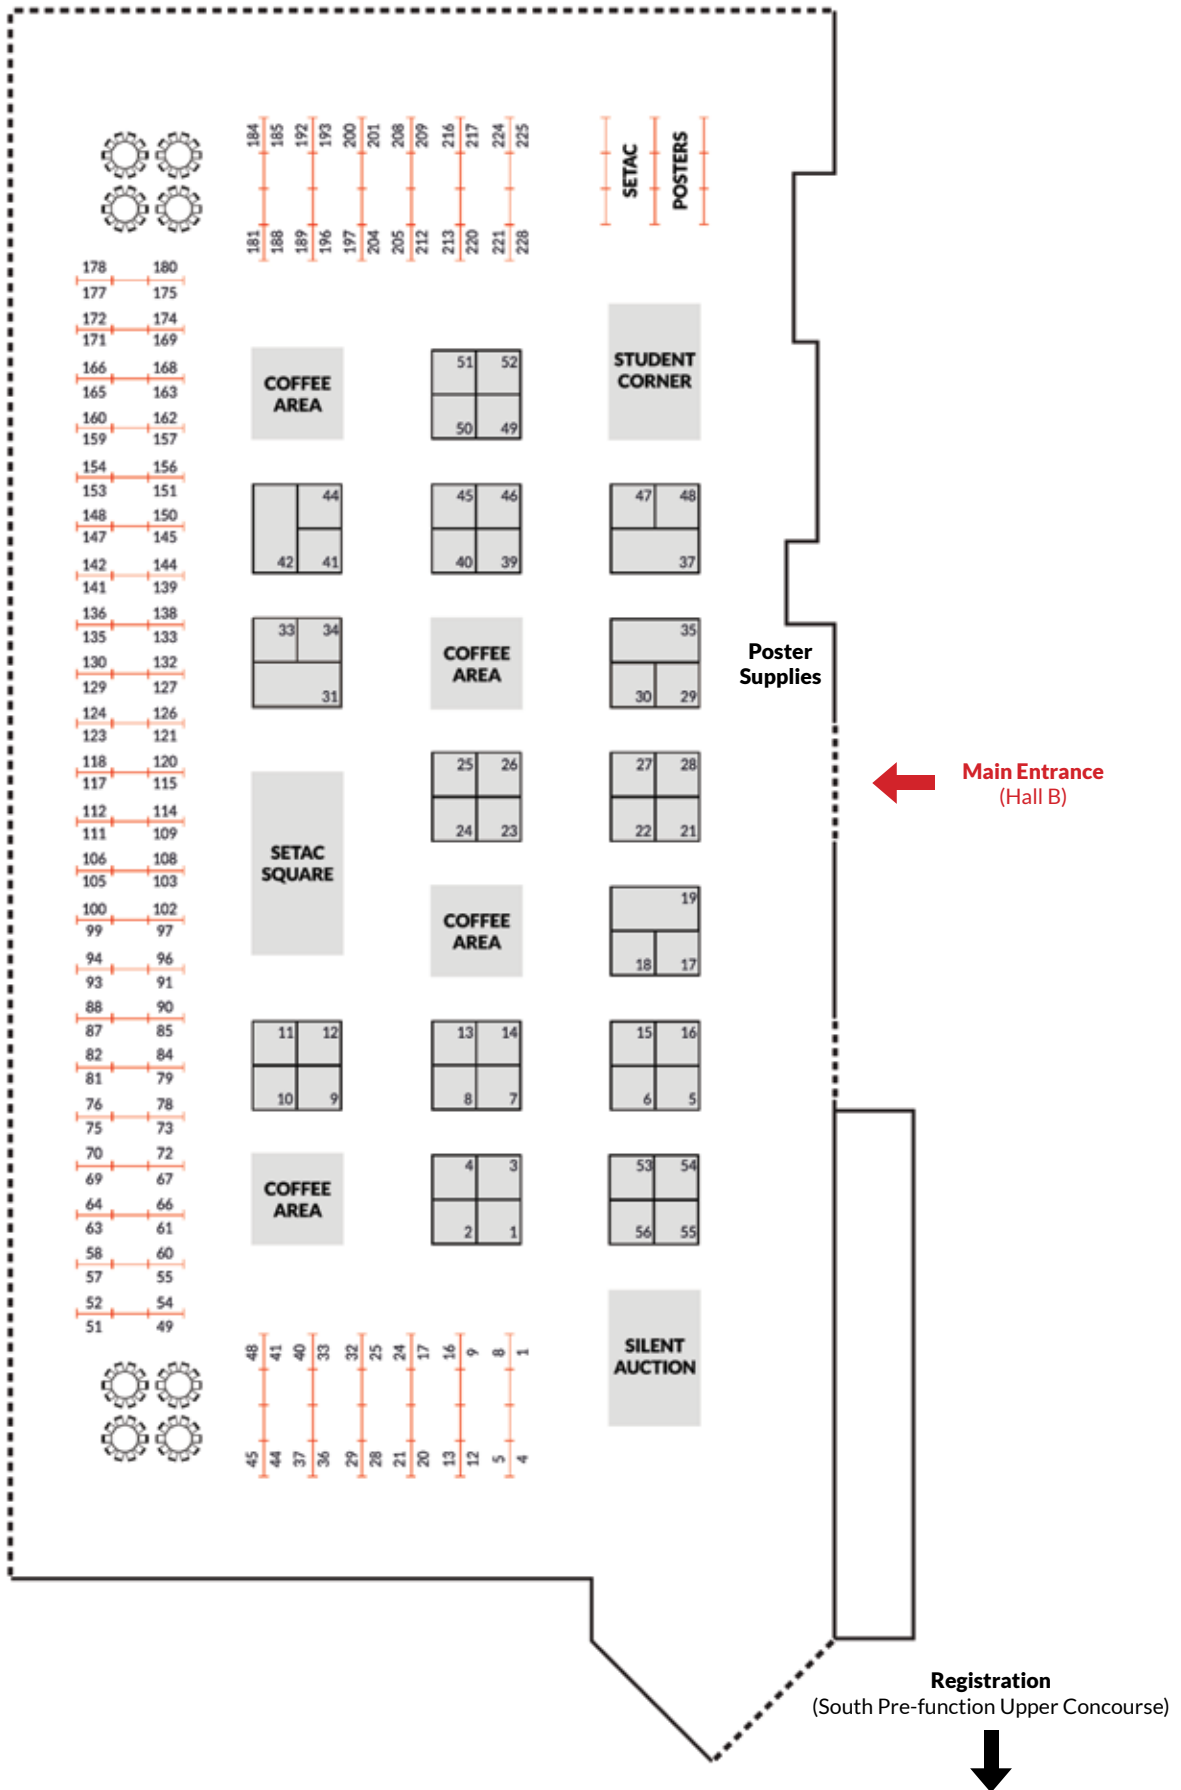 184 185 192 193 200 201 208 209 216 217 224 225
SETAC
POSTERS
181 188 189 196 197 204 205 212 213 220 221 228
178 180
177 175
172 174
171 169
166 168
165 163
160 162
159 157
154 156
153 151
148 150
147 145
142 144
141 139
136 138
135 133
130 132
129 127
124 126
123 121
118 120
117 115
112 114
111 109
106 108
105 103
100 102
99 97
94 96
93 91
88 90
87 85
82 84
81 79
76 78
75 73
70 72
69 67
64 66
63 61
58 60
57 55
52 54
51 49
COFFEE
AREA
51 52
50 49
STUDENT
CORNER
44
42 41
45 46
40 39
47 48
37
33 34
31
COFFEE
AREA
35
30 29
Poster
Supplies
SETAC
SQUARE
25 26
24 23
27 28
22 21
Main Entrance
(Hall B)
COFFEE
AREA
19
18 17
11 12
10 9
13 14
8 7
15 16
6 5
COFFEE
AREA
4 3
2 1
53 54
56 55
SILENT
AUCTION
48 41 40 33 32 25 24 17 16 9 8 1
45 44 37 36 29 28 21 20 13 12 5 4
Registration
(South Pre-function Upper Concourse)